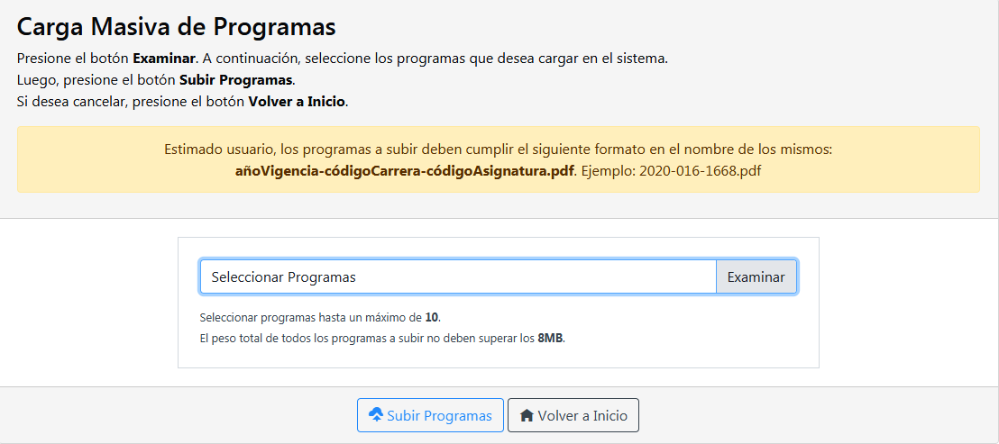 Carga Masiva de Programas
Presione el botón Examinar. A continuación, seleccione los programas que desea cargar en el sistema.
Luego, presione el botón Subir Programas.
Si desea cancelar, presione el botón Volver a Inicio.
Estimado usuario, los programas a subir deben cumplir el siguiente formato en el nombre de los mismos:
añoVigencia-códigoCarrera-códigoAsignatura.pdf. Ejemplo: 2020-016-1668.pdf
Seleccionar Programas Examinar
Seleccionar programas hasta un máximo de 10.
El peso total de todos los programas a subir no deben superar los 8MB.
Subir Programas Volver a Inicio